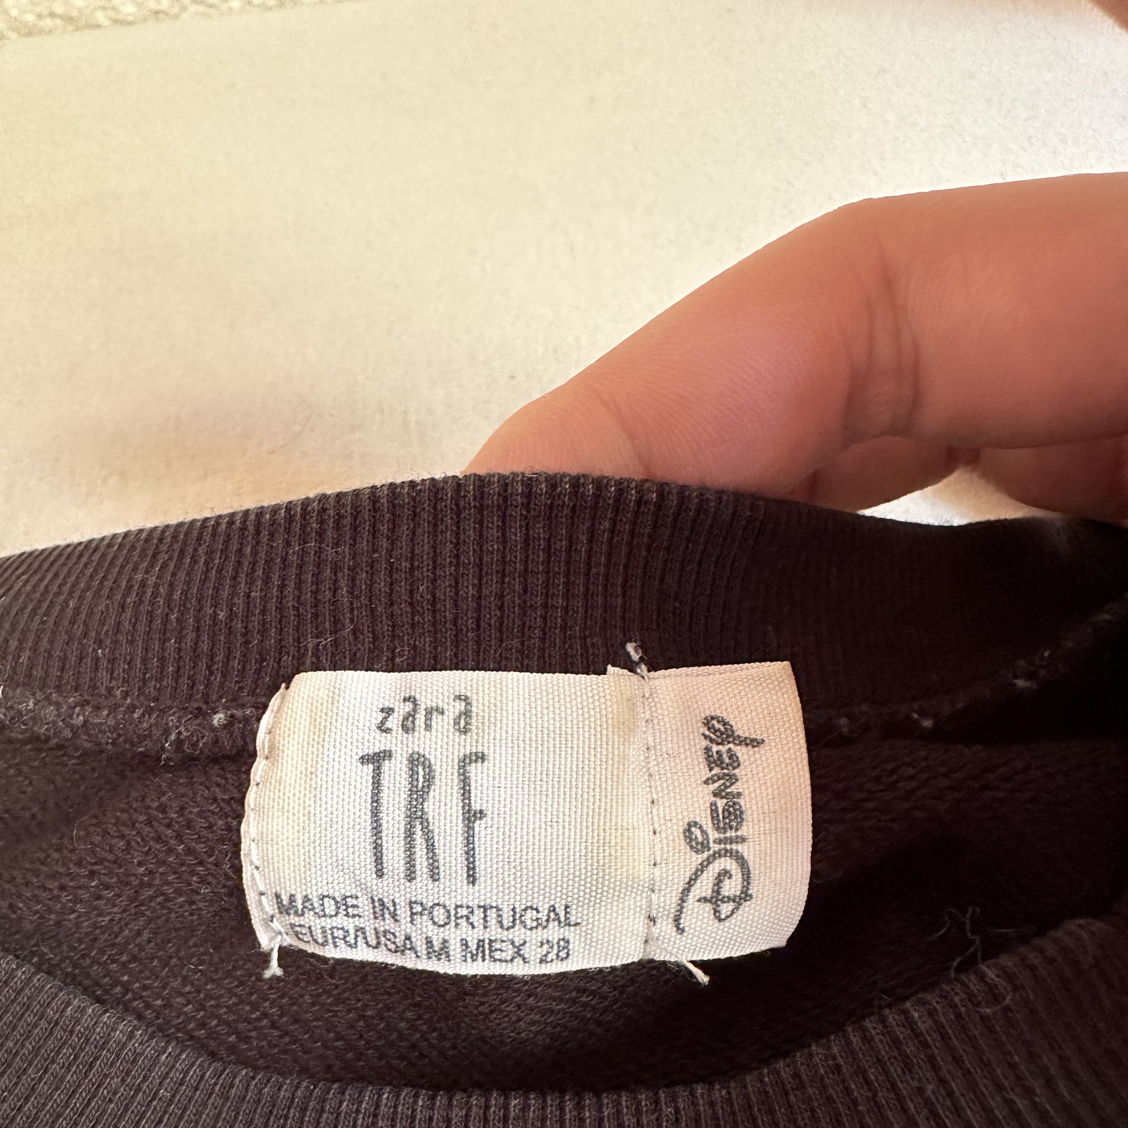 zara
TRF
MADE IN PORTUGAL
EUR/USA M MEX 28
DISNEY